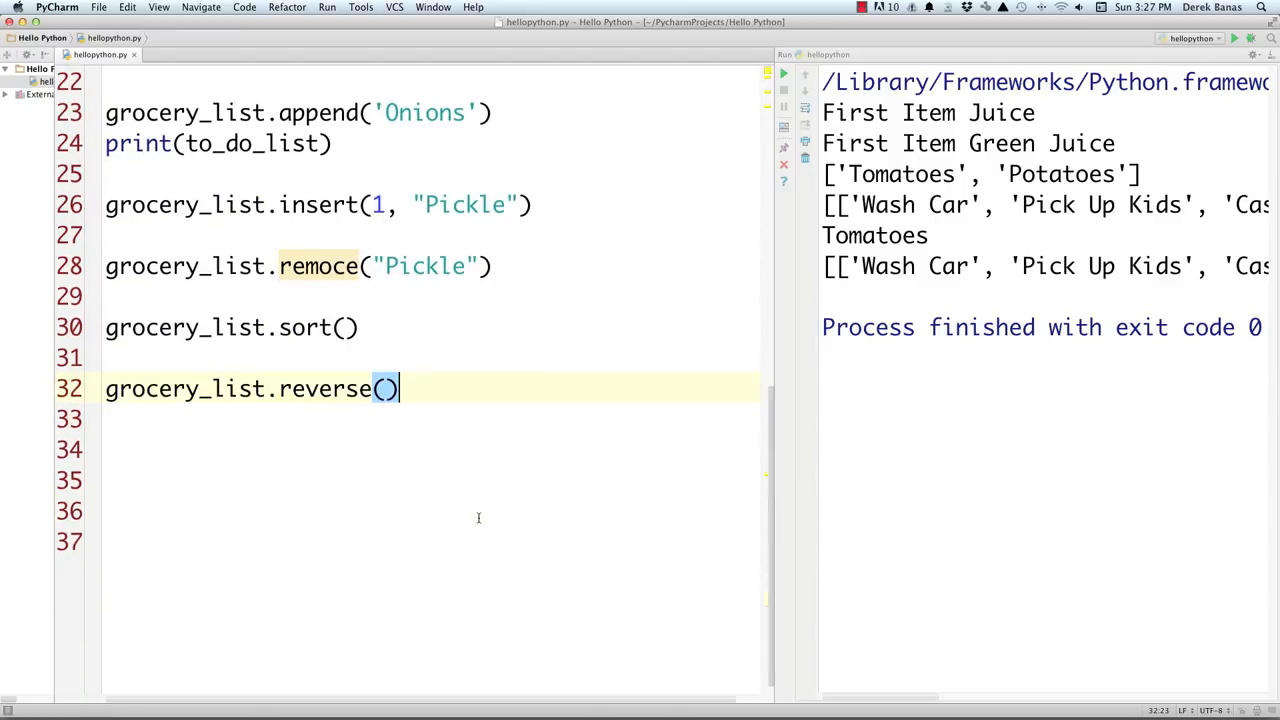 PyCharm File Edit View Navigate Code Refactor Run Tools VCS Window Help 10 Sun 3:27 PM Derek Banas
hellopython.py - Hello Python - [~/PycharmProjects/Hello Python]
Hello Python hellopython.py hellopython
hellopython.py Run hellopython
Hello P
hell
Externa
22
23 grocery_list.append('Onions')
24 print(to_do_list)
25
26 grocery_list.insert(1, "Pickle")
27
28 grocery_list.remoce("Pickle")
29
30 grocery_list.sort()
31
32 grocery_list.reverse()
33
34
35
36
37
/Library/Frameworks/Python.framewo
First Item Juice
First Item Green Juice
['Tomatoes', 'Potatoes']
[['Wash Car', 'Pick Up Kids', 'Cas
Tomatoes
[['Wash Car', 'Pick Up Kids', 'Cas
Process finished with exit code 0
32:23 LF UTF-8